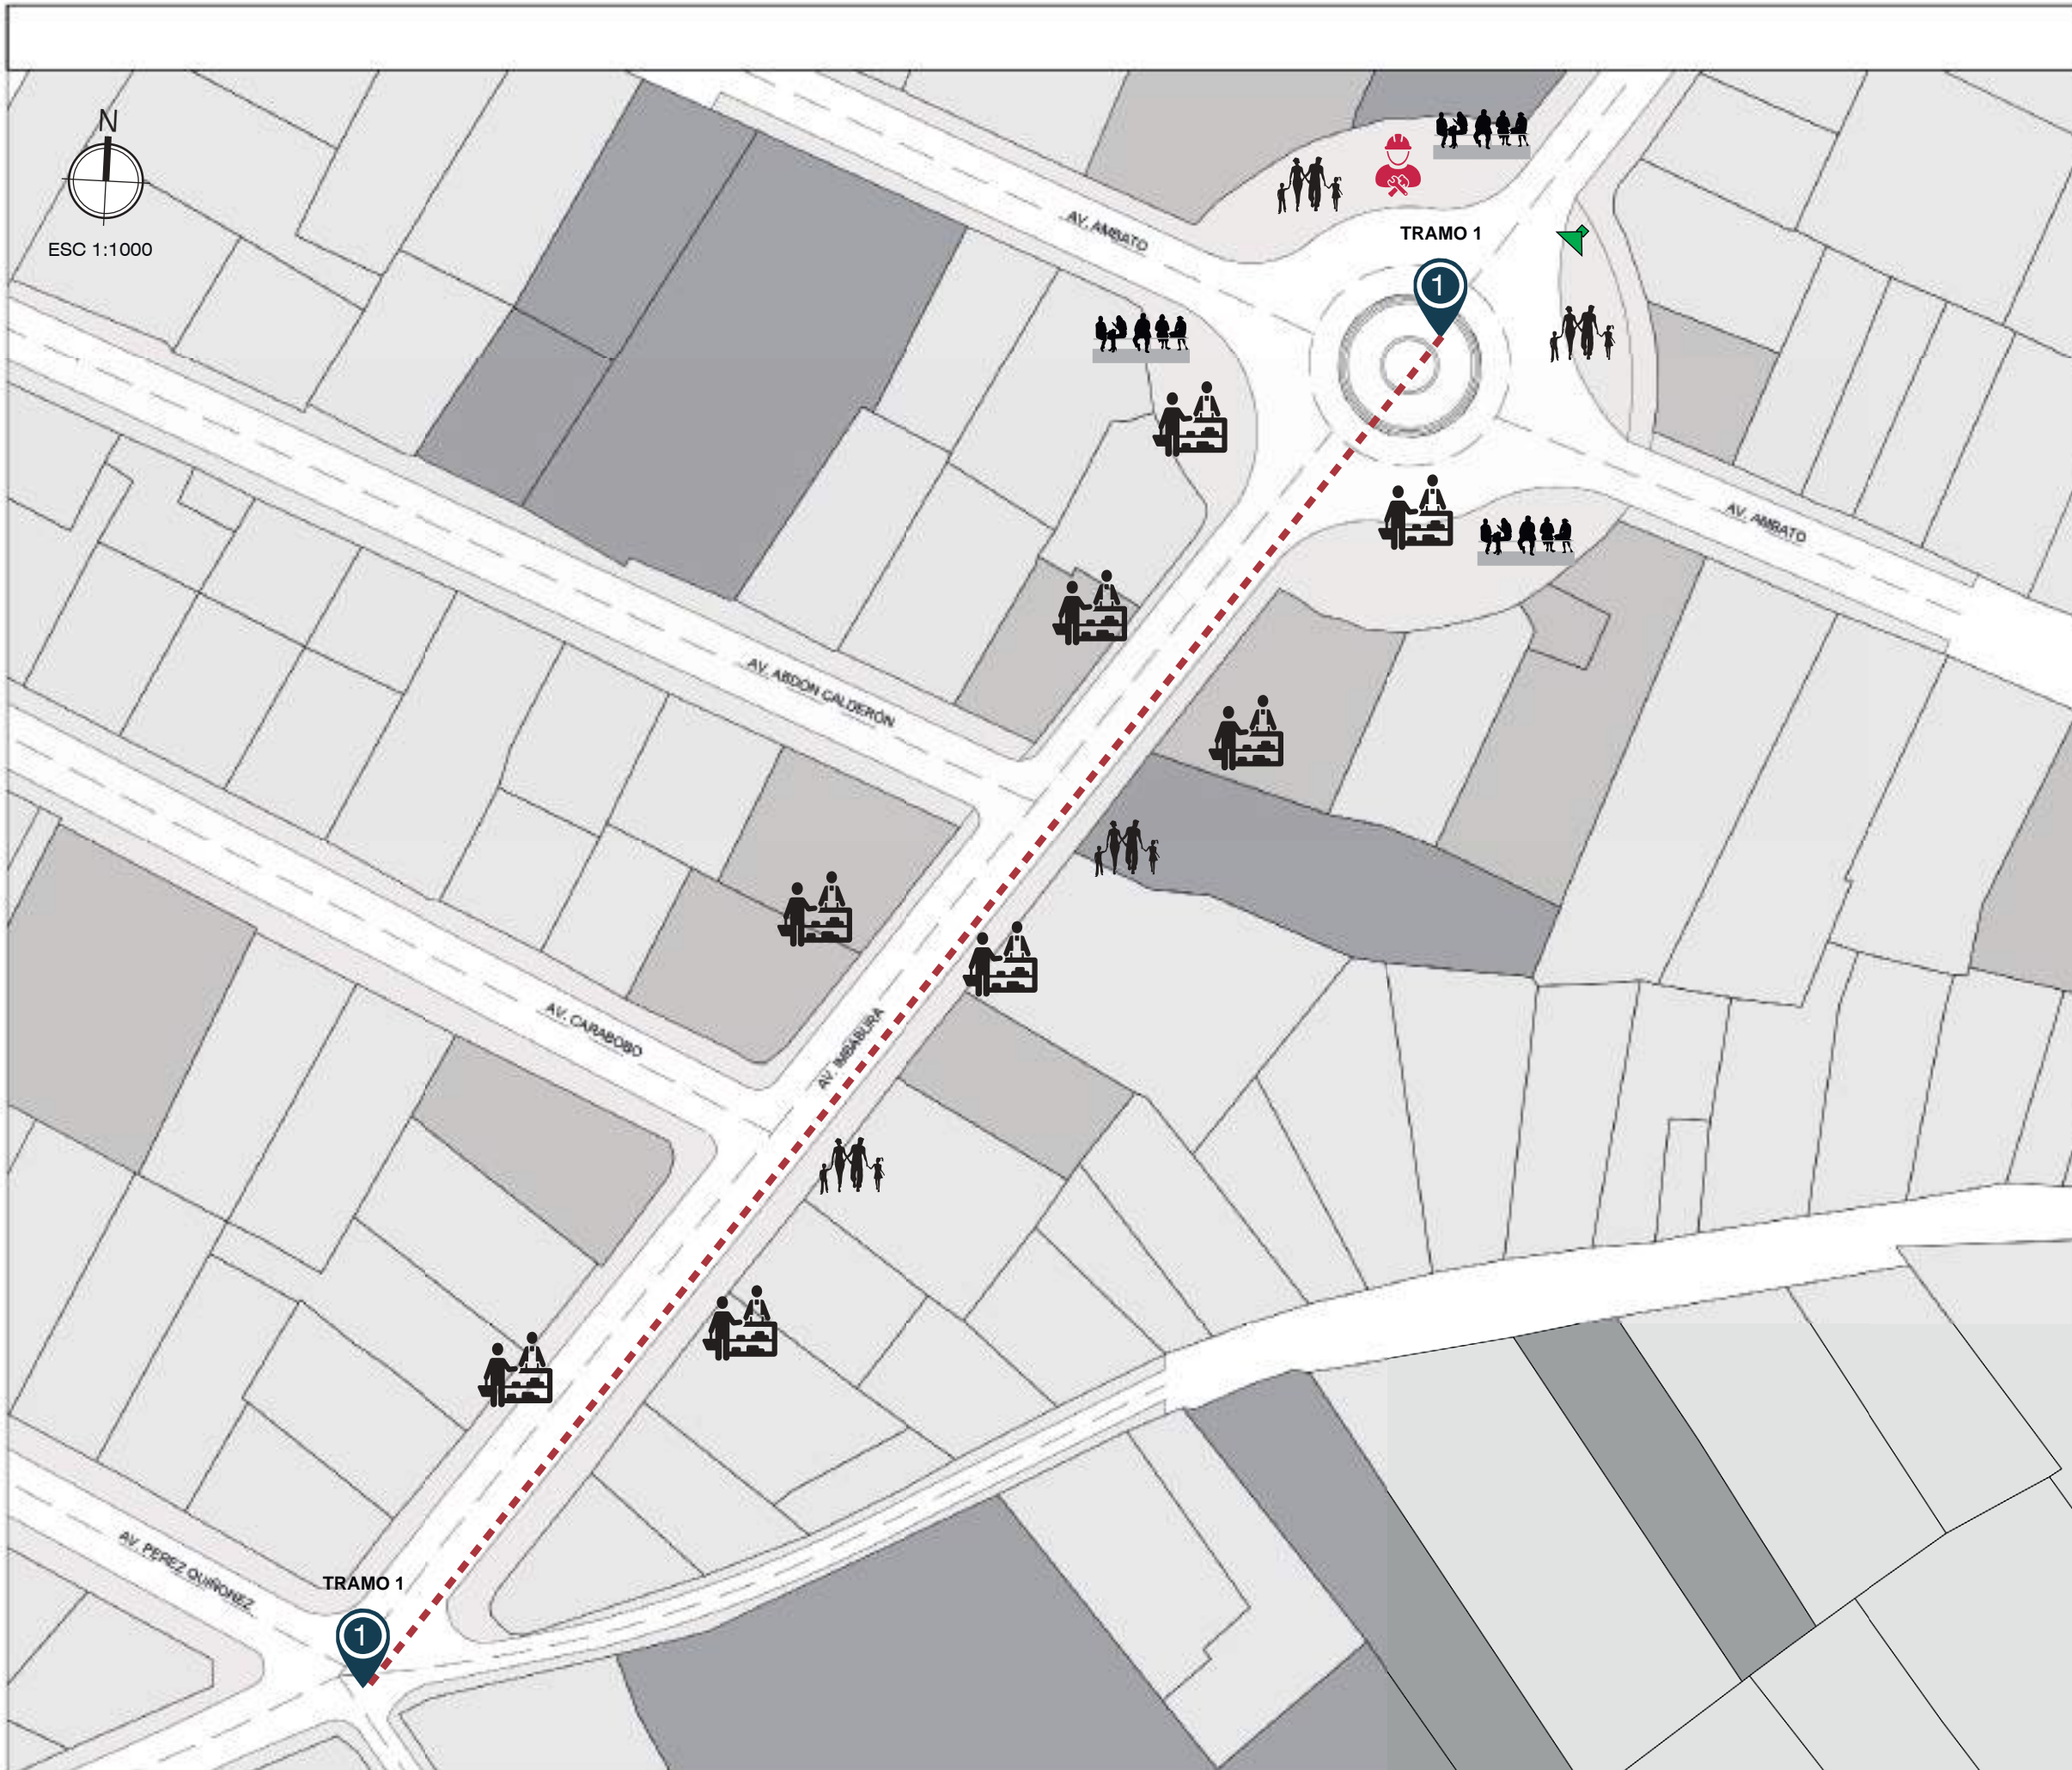 N
ESC 1:1000
AV. AMBATO
TRAMO 1
1
AV. AMBATO
AV. ABDON CALDERÓN
AV. CARABOBO
AV. IMBABURA
AV. PEREZ QUIÑONEZ
TRAMO 1
1